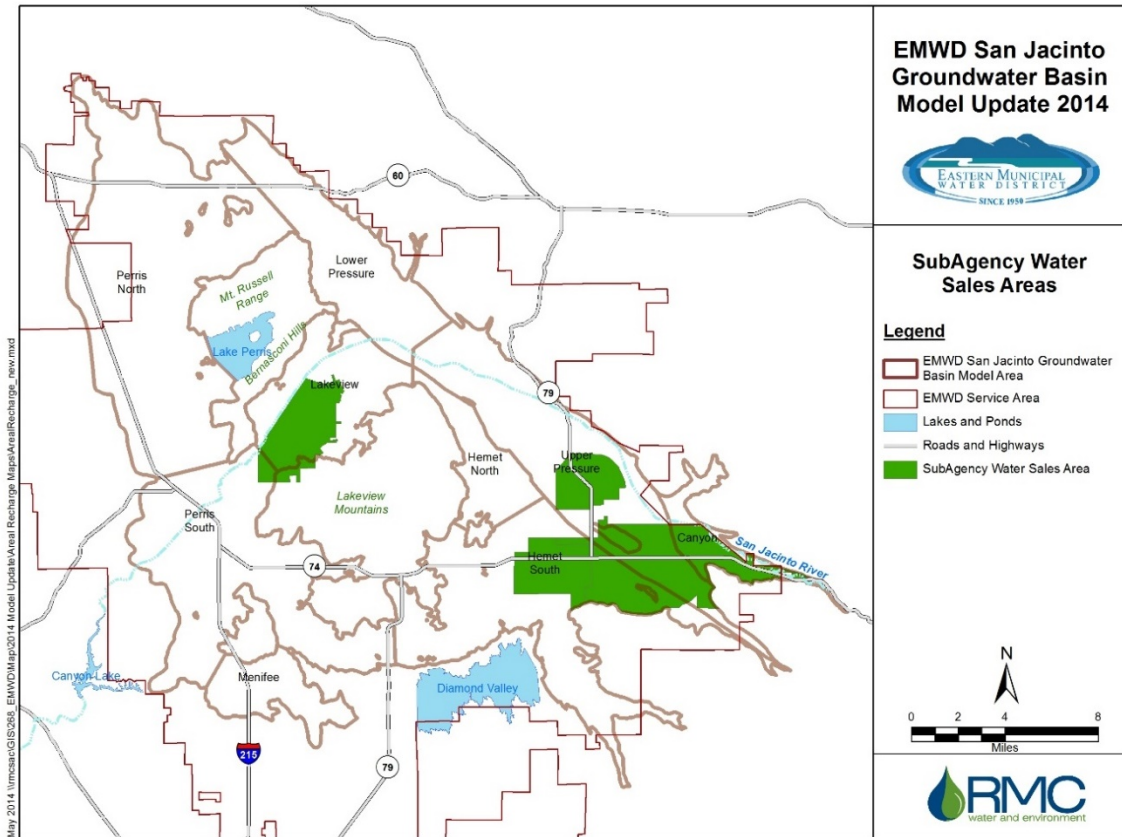 EMWD San Jacinto
Groundwater Basin
Model Update 2014
EASTERN MUNICIPAL
WATER DISTRICT
SINCE 1950
SubAgency Water
Sales Areas
Legend
EMWD San Jacinto Groundwater
Basin Model Area
EMWD Service Area
Lakes and Ponds
Roads and Highways
SubAgency Water Sales Area
N
0 2 4 8
Miles
RMC
water and environment
60
Lower
Pressure
Perris
North
Mt. Russell
Range
Lake Perris
Bernasconi Hills
Lakeview
79
Hemet
North
Upper
Pressure
Lakeview
Mountains
Perris
South
Canyon
San Jacinto River
Hemet
South
74
Canyon Lake
Menifee
Diamond Valley
215
79
May 2014 \\rmcsac\GIS\268_EMWD\Map\2014 Model Update\Areal Recharge Maps\ArealRecharge_new.mxd